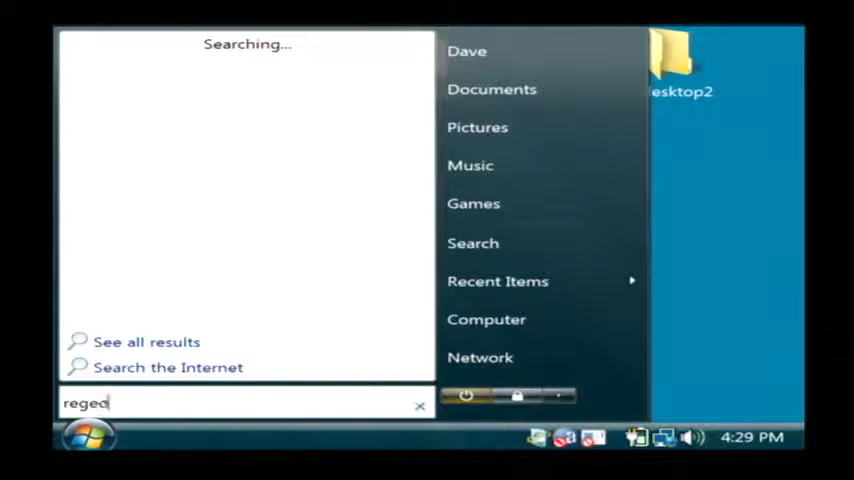 Searching...
See all results
Search the Internet
reged
Dave
Documents
Pictures
Music
Games
Search
Recent Items
Computer
Network
esktop2
4:29 PM